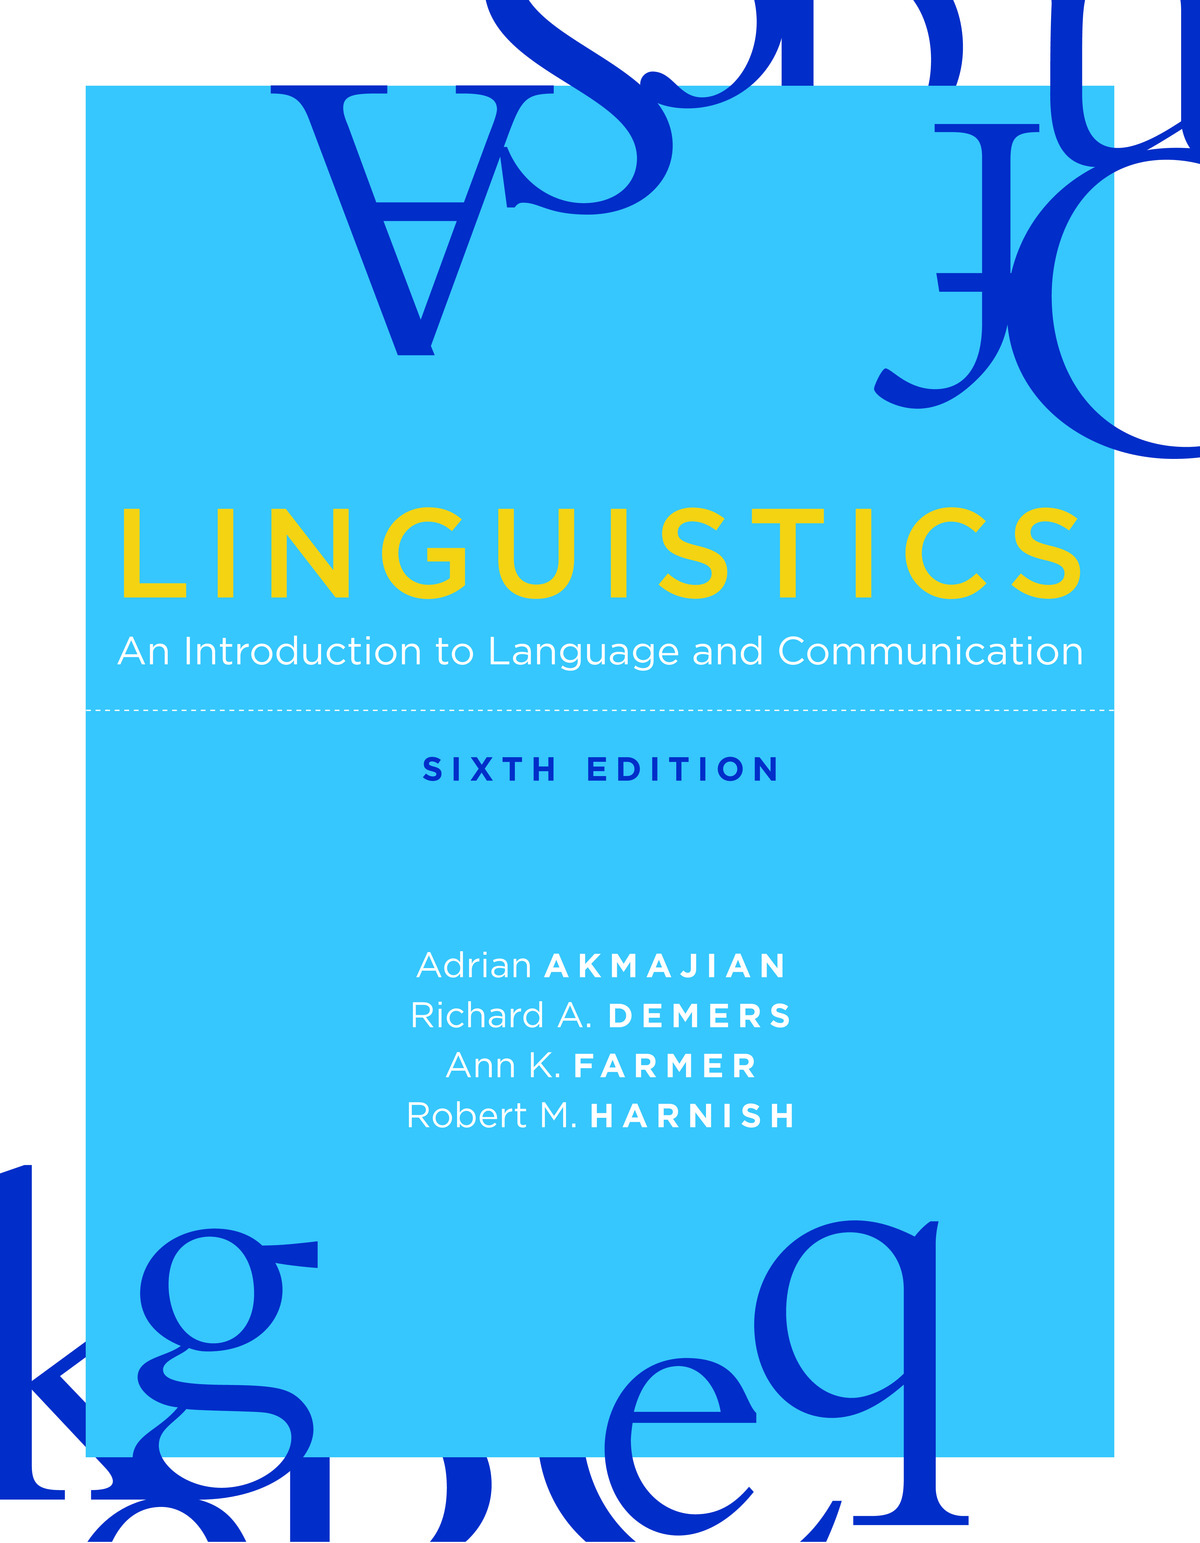 LINGUISTICS
An Introduction to Language and Communication
SIXTH EDITION
Adrian AKMAJIAN
Richard A. DEMERS
Ann K. FARMER
Robert M. HARNISH